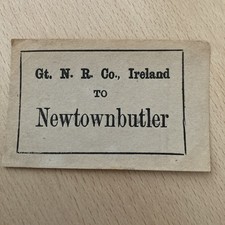 Gt. N. R. Co., Ireland
TO
Newtownbutler